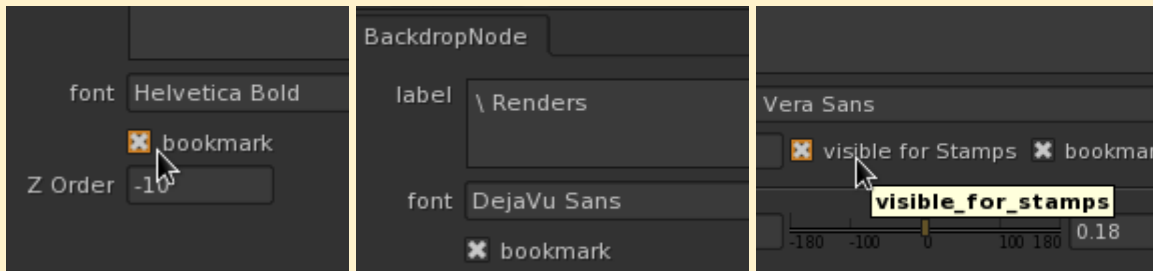 font Helvetica Bold
bookmark
Z Order -10
BackdropNode
label \ Renders
font DejaVu Sans
bookmark
Vera Sans
visible for Stamps bookmar
visible_for_stamps
-180 -100 0 100 180 0.18